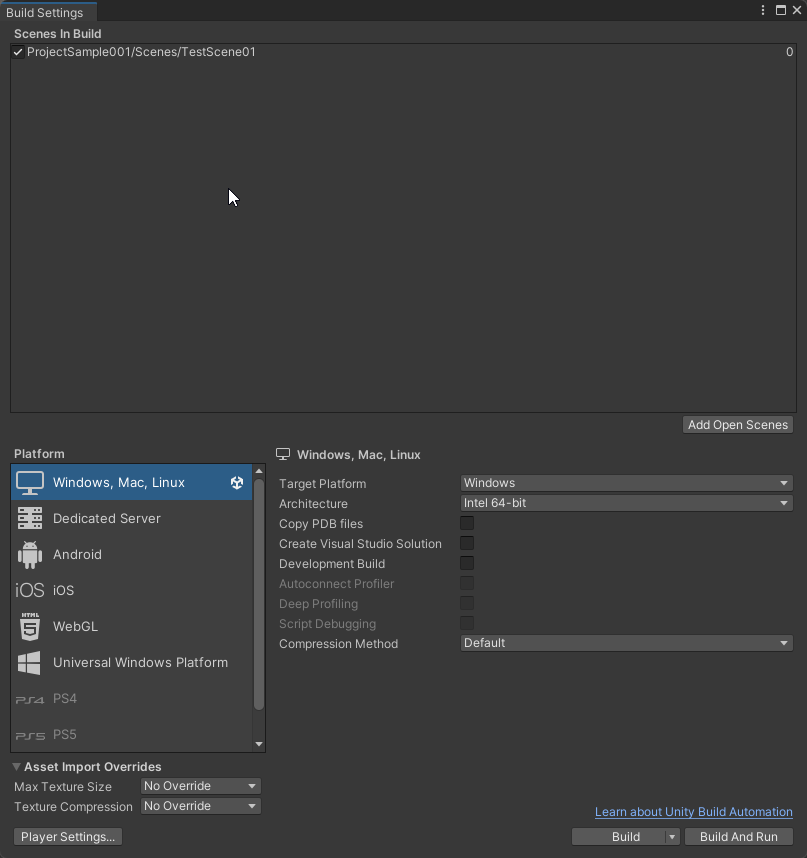 Build Settings
Scenes In Build
ProjectSample001/Scenes/TestScene01 0
Add Open Scenes
Platform
Windows, Mac, Linux
Dedicated Server
Android
iOS iOS
HTML 5 WebGL
Universal Windows Platform
PS4 PS4
PS5 PS5
Windows, Mac, Linux
Target Platform Windows
Architecture Intel 64-bit
Copy PDB files
Create Visual Studio Solution
Development Build
Autoconnect Profiler
Deep Profiling
Script Debugging
Compression Method Default
Asset Import Overrides
Max Texture Size No Override
Texture Compression No Override
Learn about Unity Build Automation
Player Settings... Build Build And Run